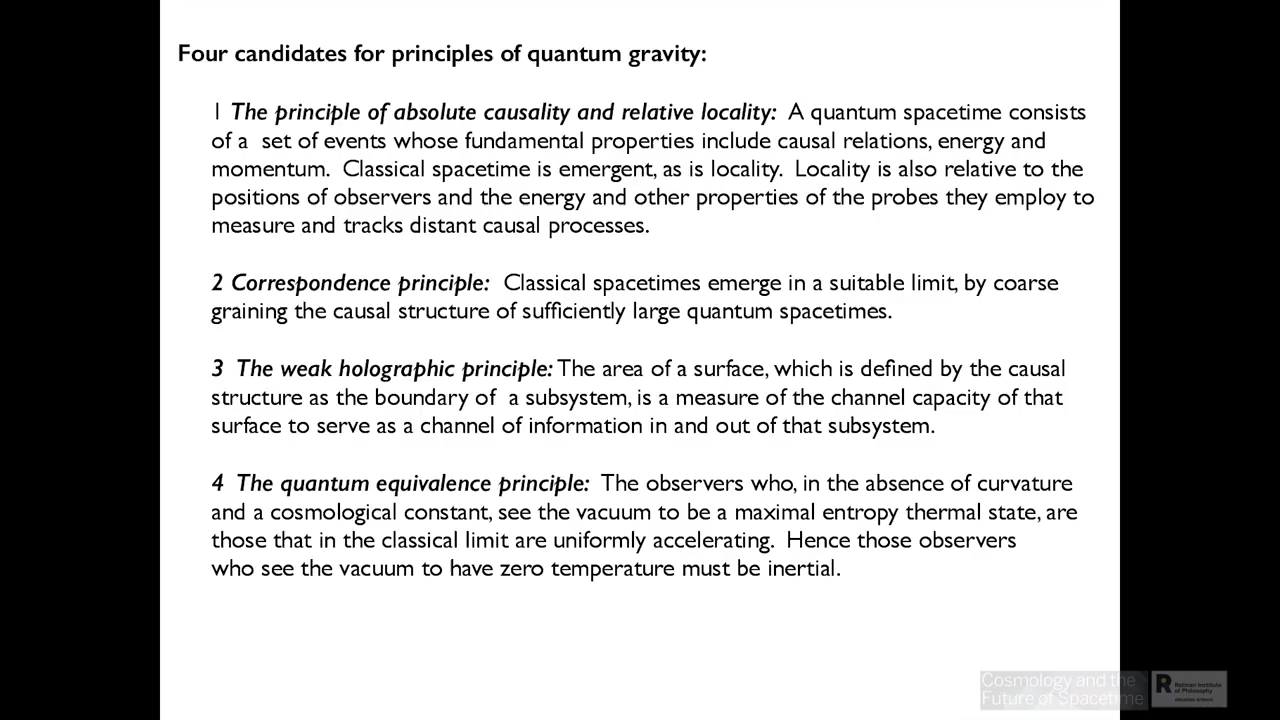 Four candidates for principles of quantum gravity:
1 The principle of absolute causality and relative locality: A quantum spacetime consists
of a set of events whose fundamental properties include causal relations, energy and
momentum. Classical spacetime is emergent, as is locality. Locality is also relative to the
positions of observers and the energy and other properties of the probes they employ to
measure and tracks distant causal processes.
2 Correspondence principle: Classical spacetimes emerge in a suitable limit, by coarse
graining the causal structure of sufficiently large quantum spacetimes.
3 The weak holographic principle: The area of a surface, which is defined by the causal
structure as the boundary of a subsystem, is a measure of the channel capacity of that
surface to serve as a channel of information in and out of that subsystem.
4 The quantum equivalence principle: The observers who, in the absence of curvature
and a cosmological constant, see the vacuum to be a maximal entropy thermal state, are
those that in the classical limit are uniformly accelerating. Hence those observers
who see the vacuum to have zero temperature must be inertial.
Cosmology and the
Future of Spacetime
R
Rotman Institute
of Philosophy